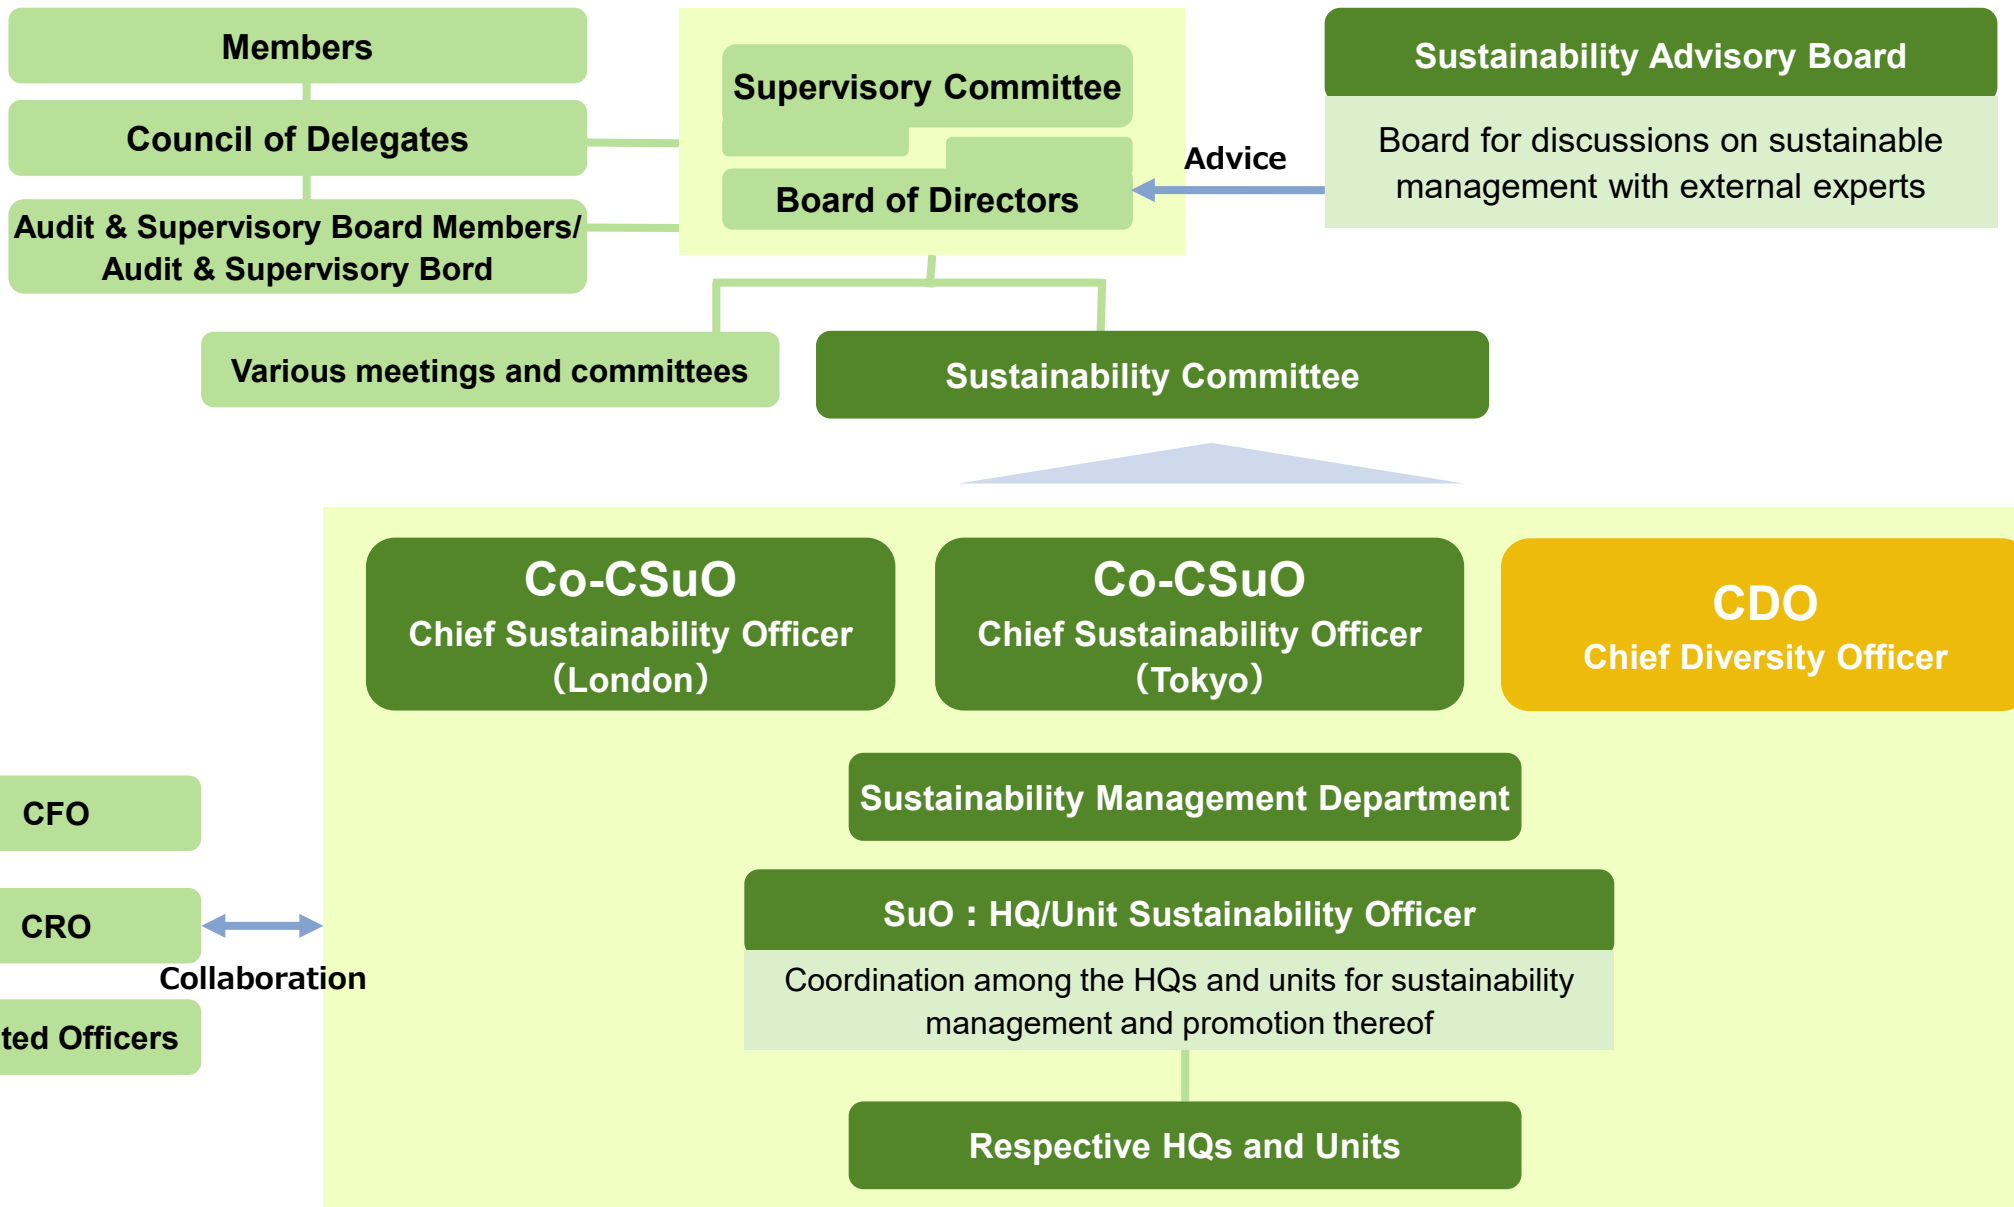 Members
Council of Delegates
Audit & Supervisory Board Members/
Audit & Supervisory Bord
Supervisory Committee
Board of Directors
Advice
Sustainability Advisory Board
Board for discussions on sustainable
management with external experts
Various meetings and committees
Sustainability Committee
Co-CSuO
Chief Sustainability Officer
（London）
Co-CSuO
Chief Sustainability Officer
（Tokyo）
CDO
Chief Diversity Officer
Sustainability Management Department
CFO
CRO
Collaboration
ted Officers
SuO：HQ/Unit Sustainability Officer
Coordination among the HQs and units for sustainability
management and promotion thereof
Respective HQs and Units